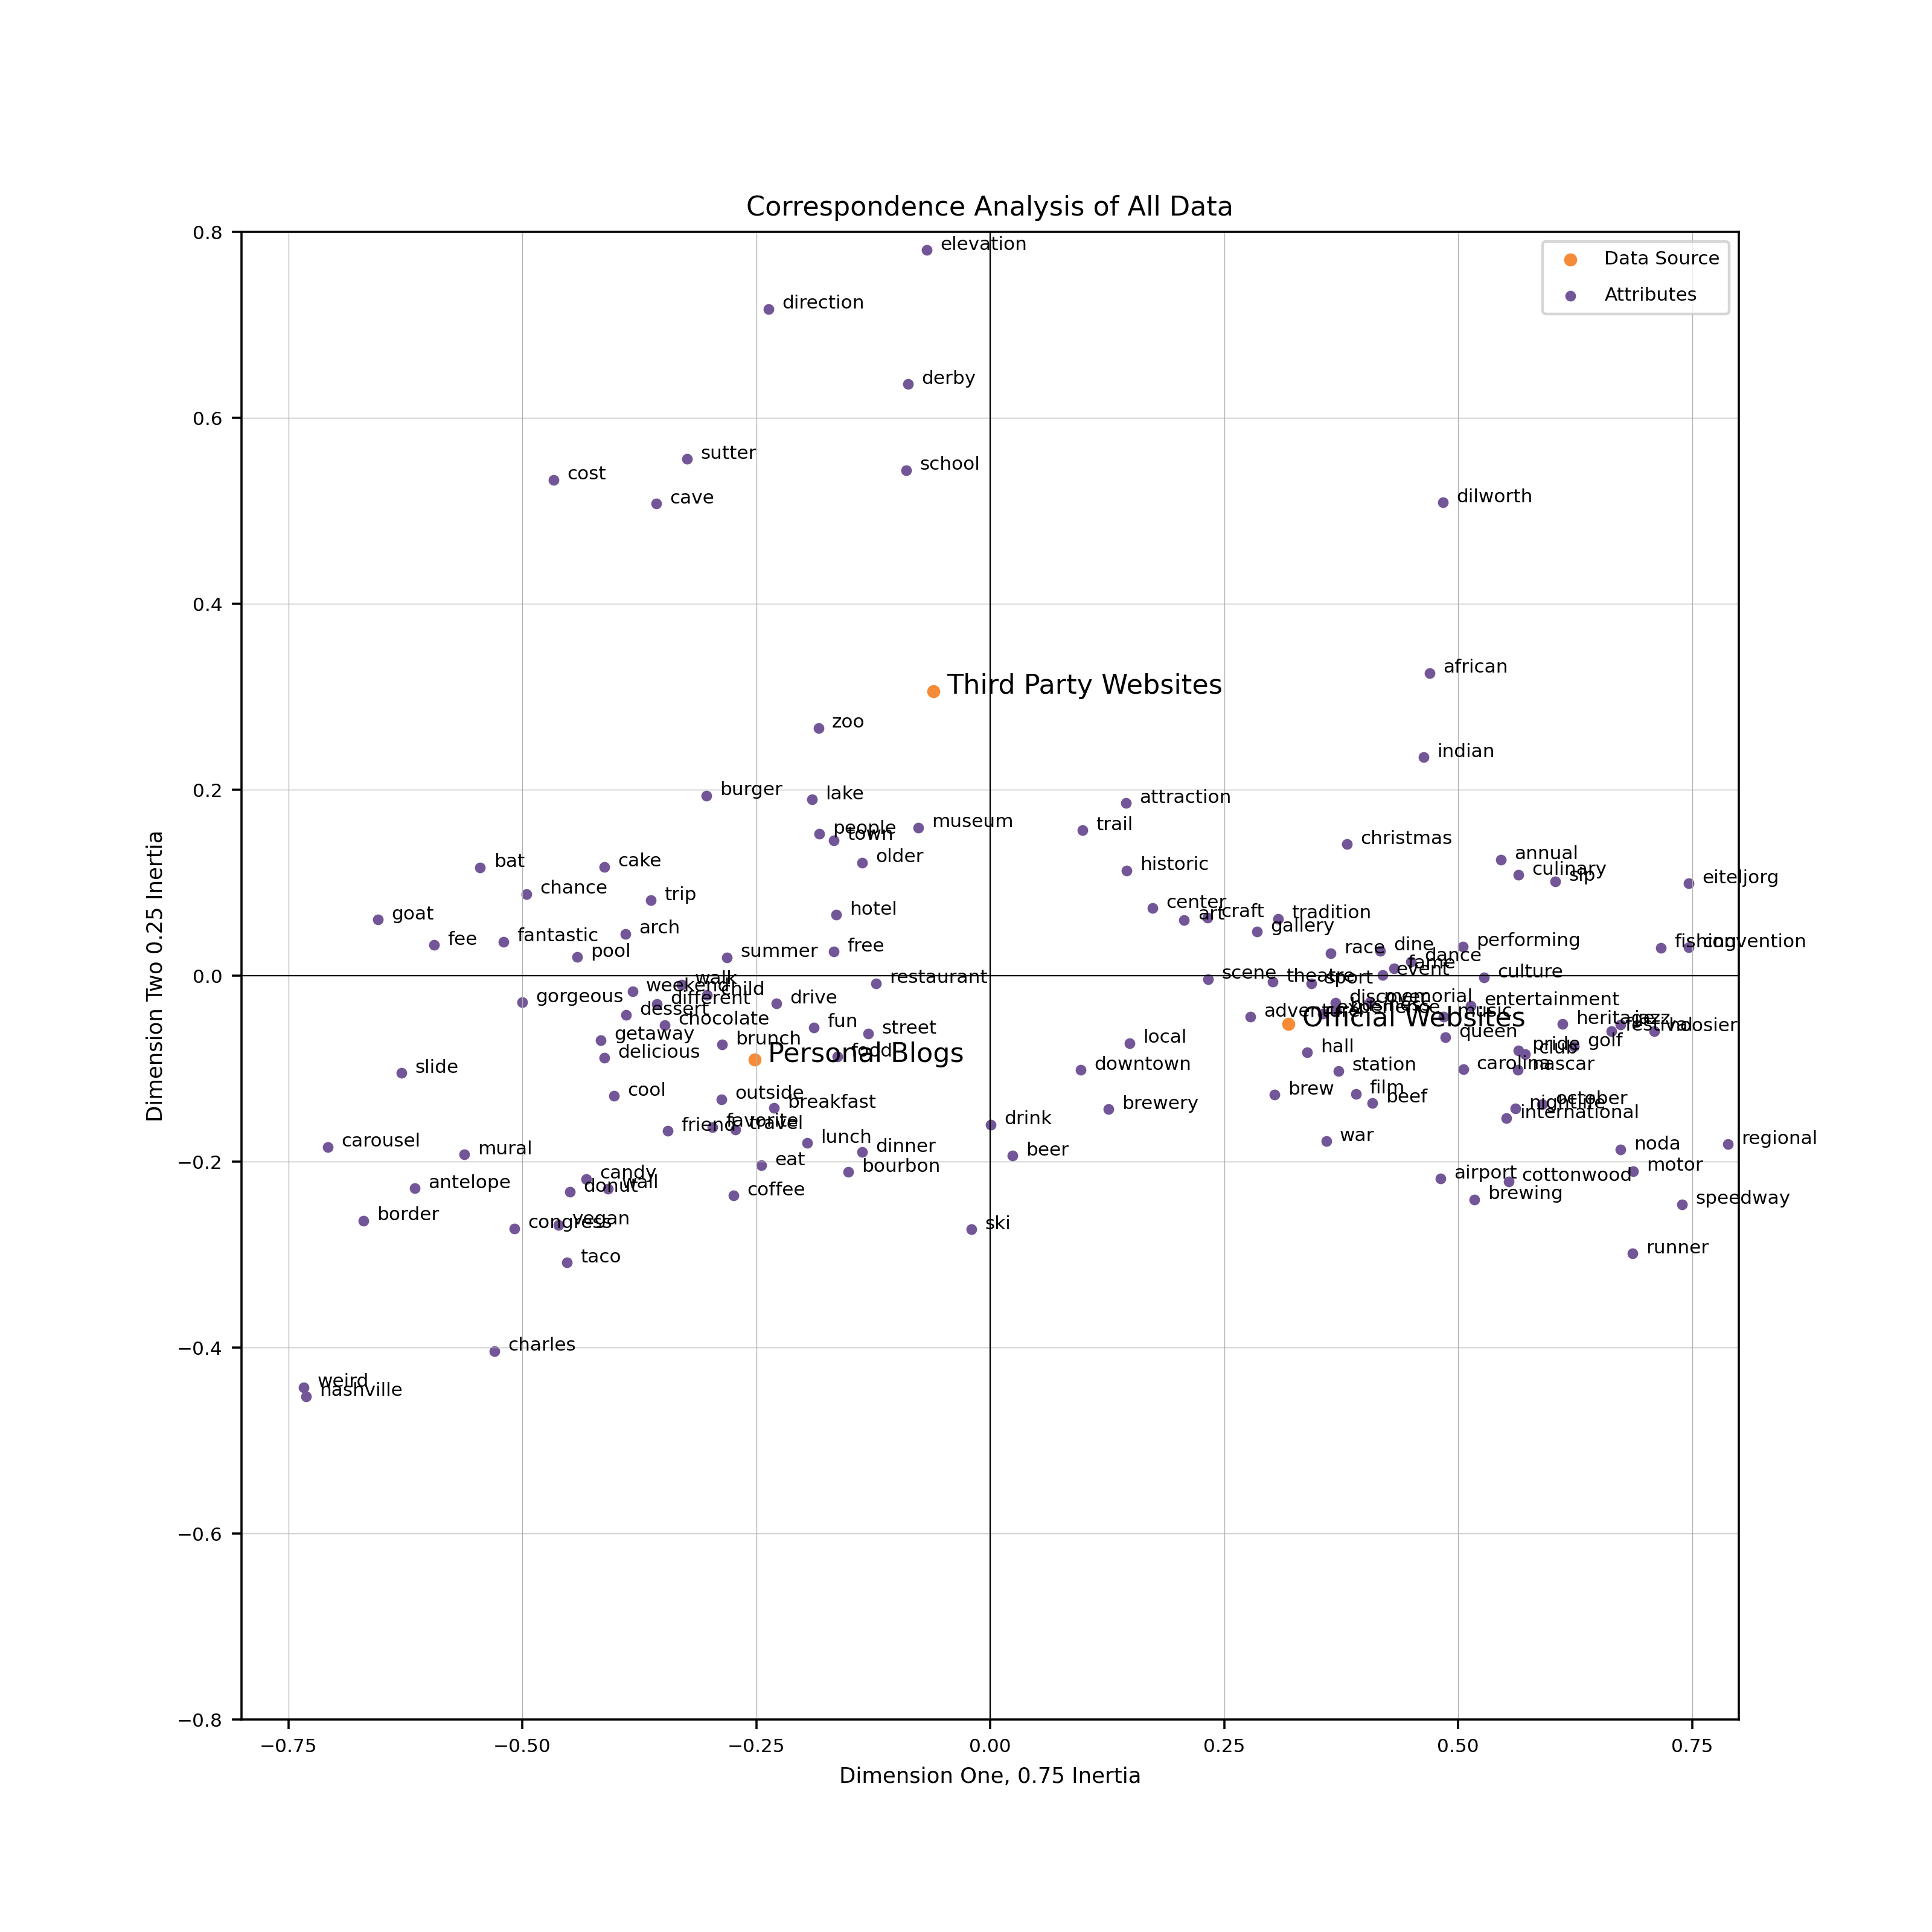 Correspondence Analysis of All Data
Data Source
Attributes
elevation
direction
derby
sutter
school
cost
cave
dilworth
african
Third Party Websites
zoo
indian
burger
lake
attraction
people
town
museum
trail
christmas
older
bat
cake
annual
culinary
sip
historic
chance
trip
eiteljorg
goat
hotel
center
art
craft
tradition
gallery
fee
fantastic
arch
pool
summer
free
race
dine
performing
fishing
convention
dance
fame
event
restaurant
scene
theatre
sport
culture
walk
weekend
child
different
gorgeous
drive
dessert
chocolate
discover
memorial
entertainment
adventure
music
Official Websites
heritage
jazz
festival
hoosier
fun
street
getaway
brunch
local
queen
golf
pride
club
hall
delicious
Personal Blogs
food
slide
downtown
station
carolina
nascar
cool
outside
breakfast
brewery
brew
film
beef
october
nightlife
international
friend
favorite
travel
drink
lunch
dinner
war
carousel
mural
beer
noda
regional
eat
bourbon
candy
donut
wall
antelope
coffee
airport
cottonwood
motor
brewing
speedway
border
congress
vegan
ski
taco
runner
charles
weird
nashville
0.8
0.6
0.4
0.2
0.0
−0.2
−0.4
−0.6
−0.8
Dimension Two 0.25 Inertia
−0.75 −0.50 −0.25 0.00 0.25 0.50 0.75
Dimension One, 0.75 Inertia